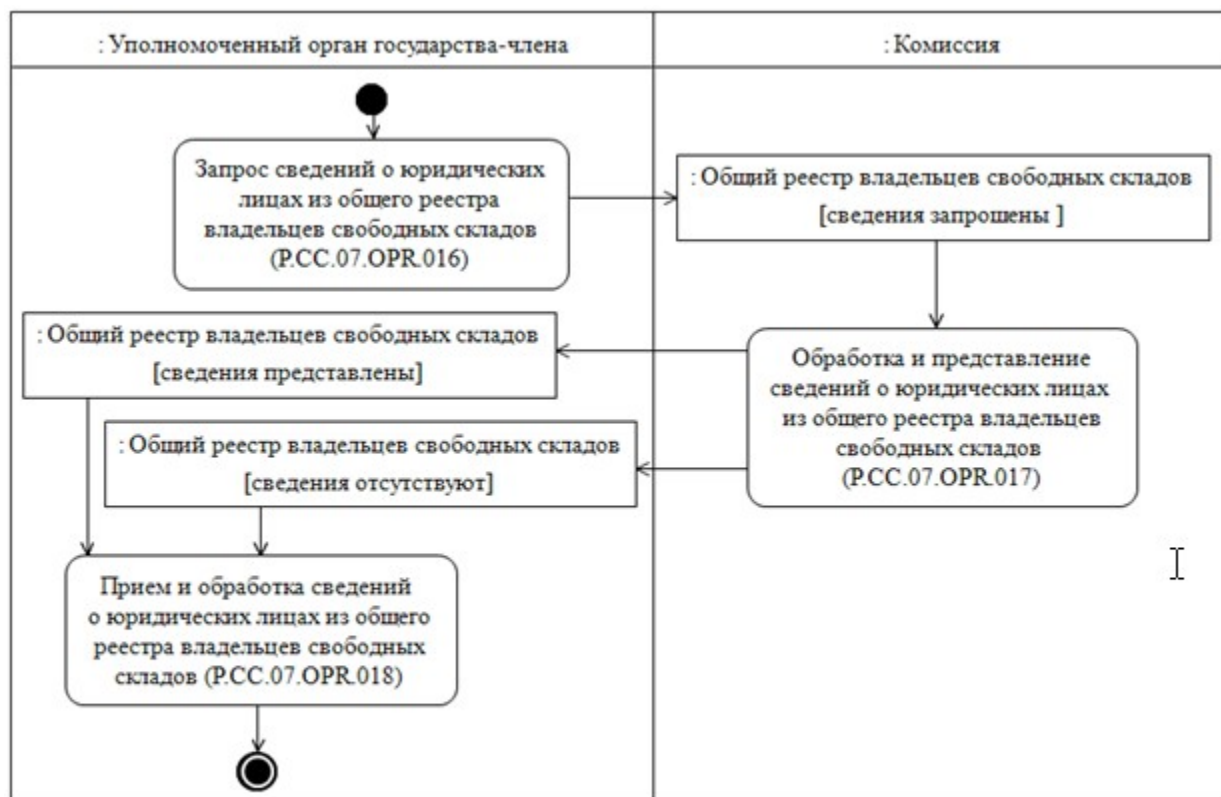 : Уполномоченный орган государства-члена
: Комиссия
Запрос сведений о юридических
лицах из общего реестра
владельцев свободных складов
(P.CC.07.OPR.016)
: Общий реестр владельцев свободных складов
[сведения запрошены ]
: Общий реестр владельцев свободных складов
[сведения представлены]
Обработка и представление
сведений о юридических лицах
из общего реестра владельцев
свободных складов
(P.CC.07.OPR.017)
: Общий реестр владельцев свободных складов
[сведения отсутствуют]
Прием и обработка сведений
о юридических лицах из общего
реестра владельцев свободных
складов (P.CC.07.OPR.018)